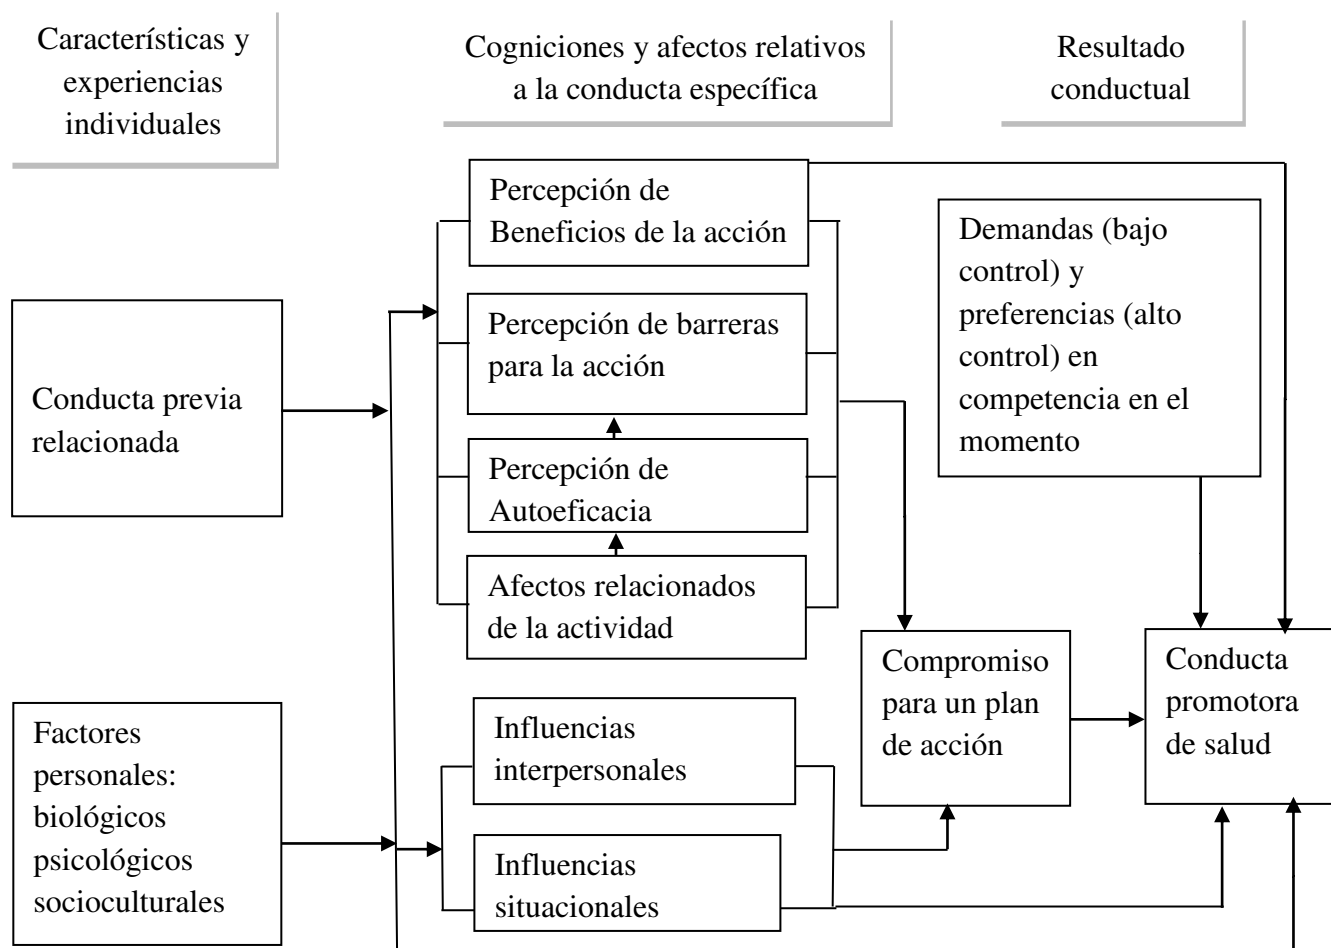 Características y
experiencias
individuales
Cogniciones y afectos relativos
a la conducta específica
Resultado
conductual
Conducta previa
relacionada
Factores
personales:
biológicos
psicológicos
socioculturales
Percepción de
Beneficios de la acción
Percepción de barreras
para la acción
Percepción de
Autoeficacia
Afectos relacionados
de la actividad
Influencias
interpersonales
Influencias
situacionales
Demandas (bajo
control) y
preferencias (alto
control) en
competencia en el
momento
Compromiso
para un plan
de acción
Conducta
promotora
de salud